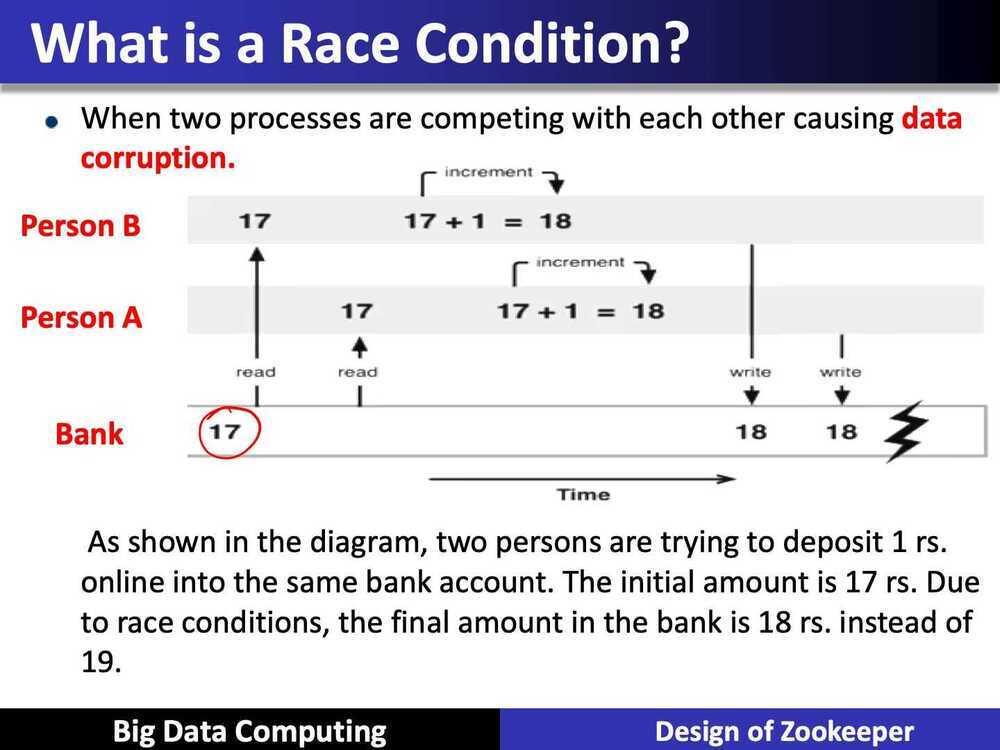 What is a Race Condition?
When two processes are competing with each other causing data
corruption.
increment
Person B 17 17 + 1 = 18
increment
Person A 17 17 + 1 = 18
read read write write
Bank 17 18 18
Time
As shown in the diagram, two persons are trying to deposit 1 rs.
online into the same bank account. The initial amount is 17 rs. Due
to race conditions, the final amount in the bank is 18 rs. instead of
19.
Big Data Computing Design of Zookeeper